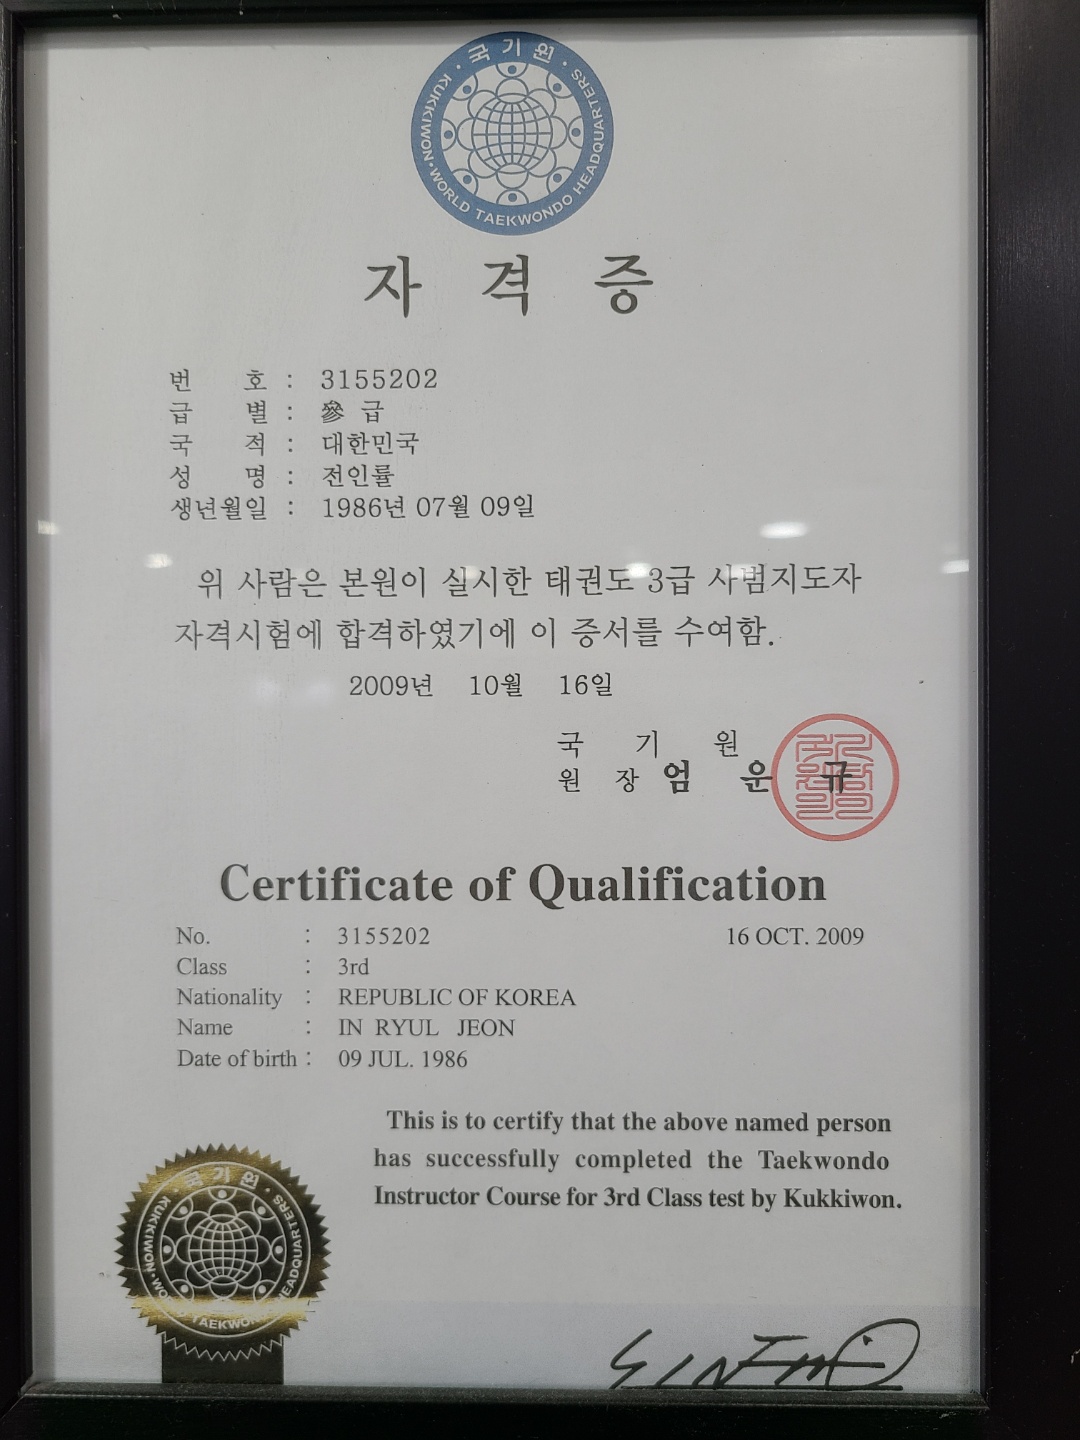 국기원
KUKKIWON · WORLD TAEKWONDO HEADQUARTERS
자 격 증
번 호 : 3155202
급 별 : 參 급
국 적 : 대한민국
성 명 : 전인률
생년월일 : 1986년 07월 09일
위 사람은 본원이 실시한 태권도 3급 사범지도자
자격시험에 합격하였기에 이 증서를 수여함.
2009년 10월 16일
국 기 원
원 장 엄 운 규
Certificate of Qualification
No. : 3155202 16 OCT. 2009
Class : 3rd
Nationality : REPUBLIC OF KOREA
Name : IN RYUL JEON
Date of birth : 09 JUL. 1986
This is to certify that the above named person
has successfully completed the Taekwondo
Instructor Course for 3rd Class test by Kukkiwon.
국기원
KUKKIWON · WORLD TAEKWONDO HEADQUARTERS